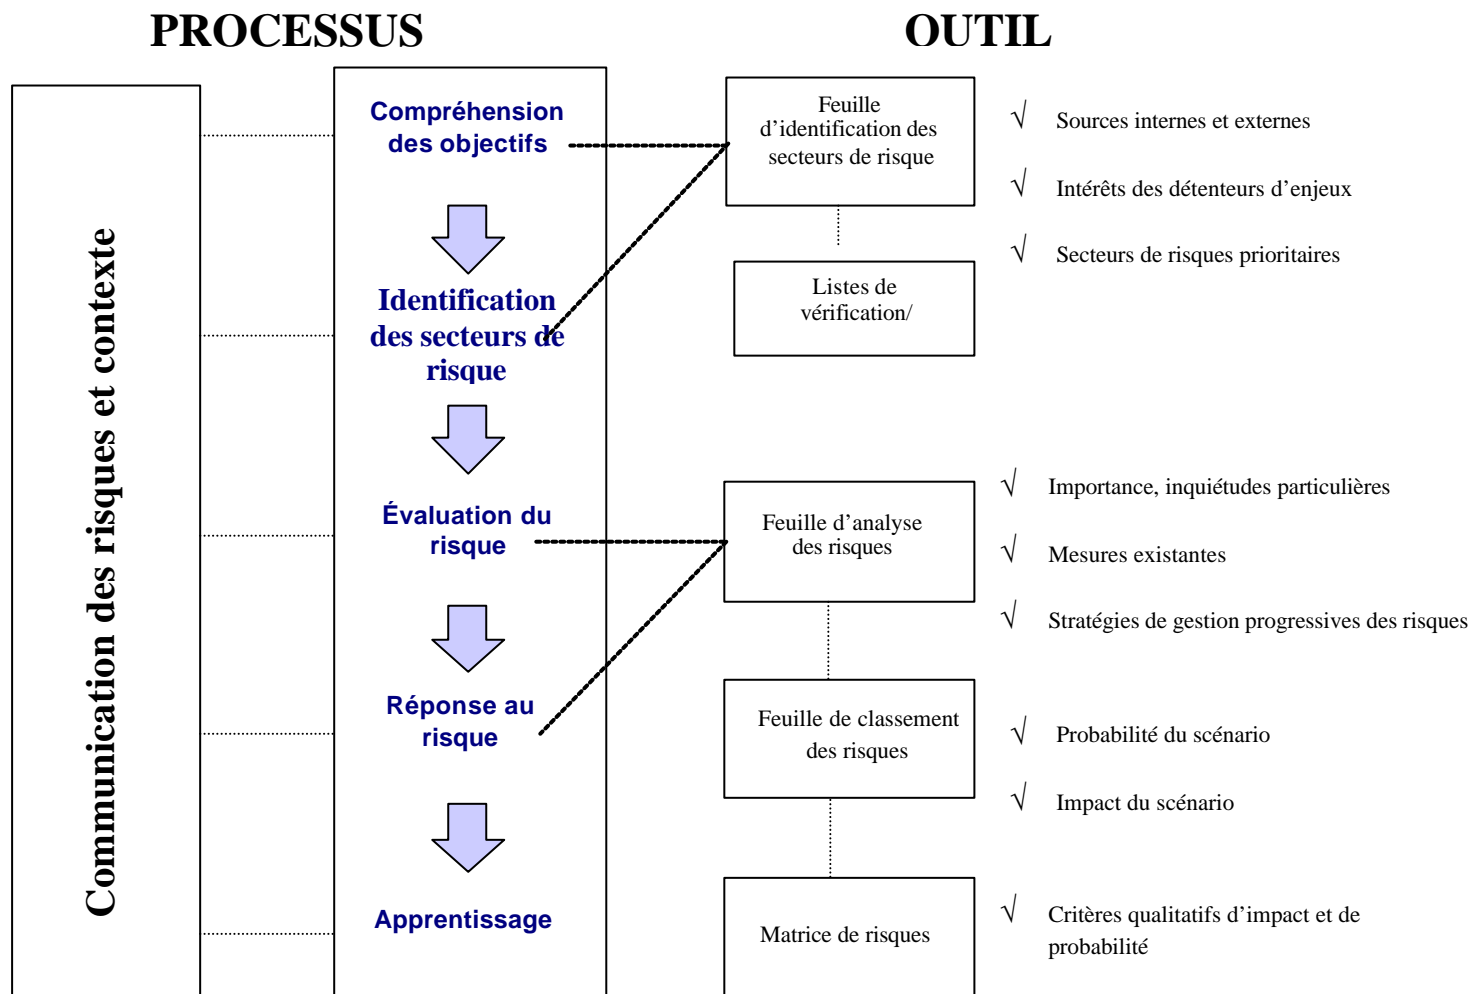 PROCESSUS
OUTIL
Communication des risques et contexte
Compréhension
des objectifs
Identification
des secteurs de
risque
Évaluation du
risque
Réponse au
risque
Apprentissage
Feuille
d’identification des
secteurs de risque
√ Sources internes et externes
√ Intérêts des détenteurs d’enjeux
√ Secteurs de risques prioritaires
Listes de
vérification/
Feuille d’analyse
des risques
√ Importance, inquiétudes particulières
√ Mesures existantes
√ Stratégies de gestion progressives des risques
Feuille de classement
des risques
√ Probabilité du scénario
√ Impact du scénario
Matrice de risques
√ Critères qualitatifs d’impact et de
probabilité